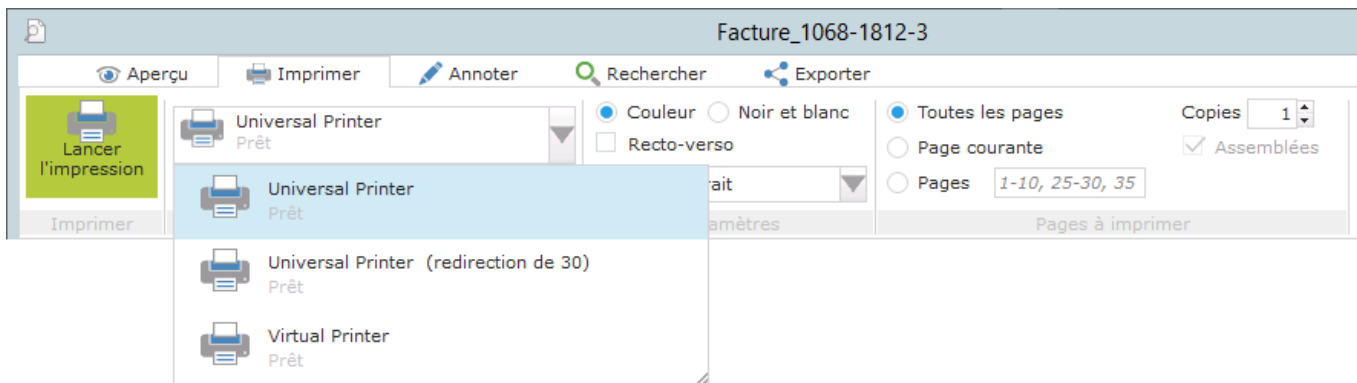 Facture_1068-1812-3
Aperçu Imprimer Annoter Rechercher Exporter
Lancer
l'impression
Universal Printer
Prêt
Couleur Noir et blanc
Recto-verso
Toutes les pages
Page courante
Pages 1-10, 25-30, 35
Copies 1
Assemblées
Imprimer
Pages à imprimer
Universal Printer
Prêt
Universal Printer (redirection de 30)
Prêt
Virtual Printer
Prêt